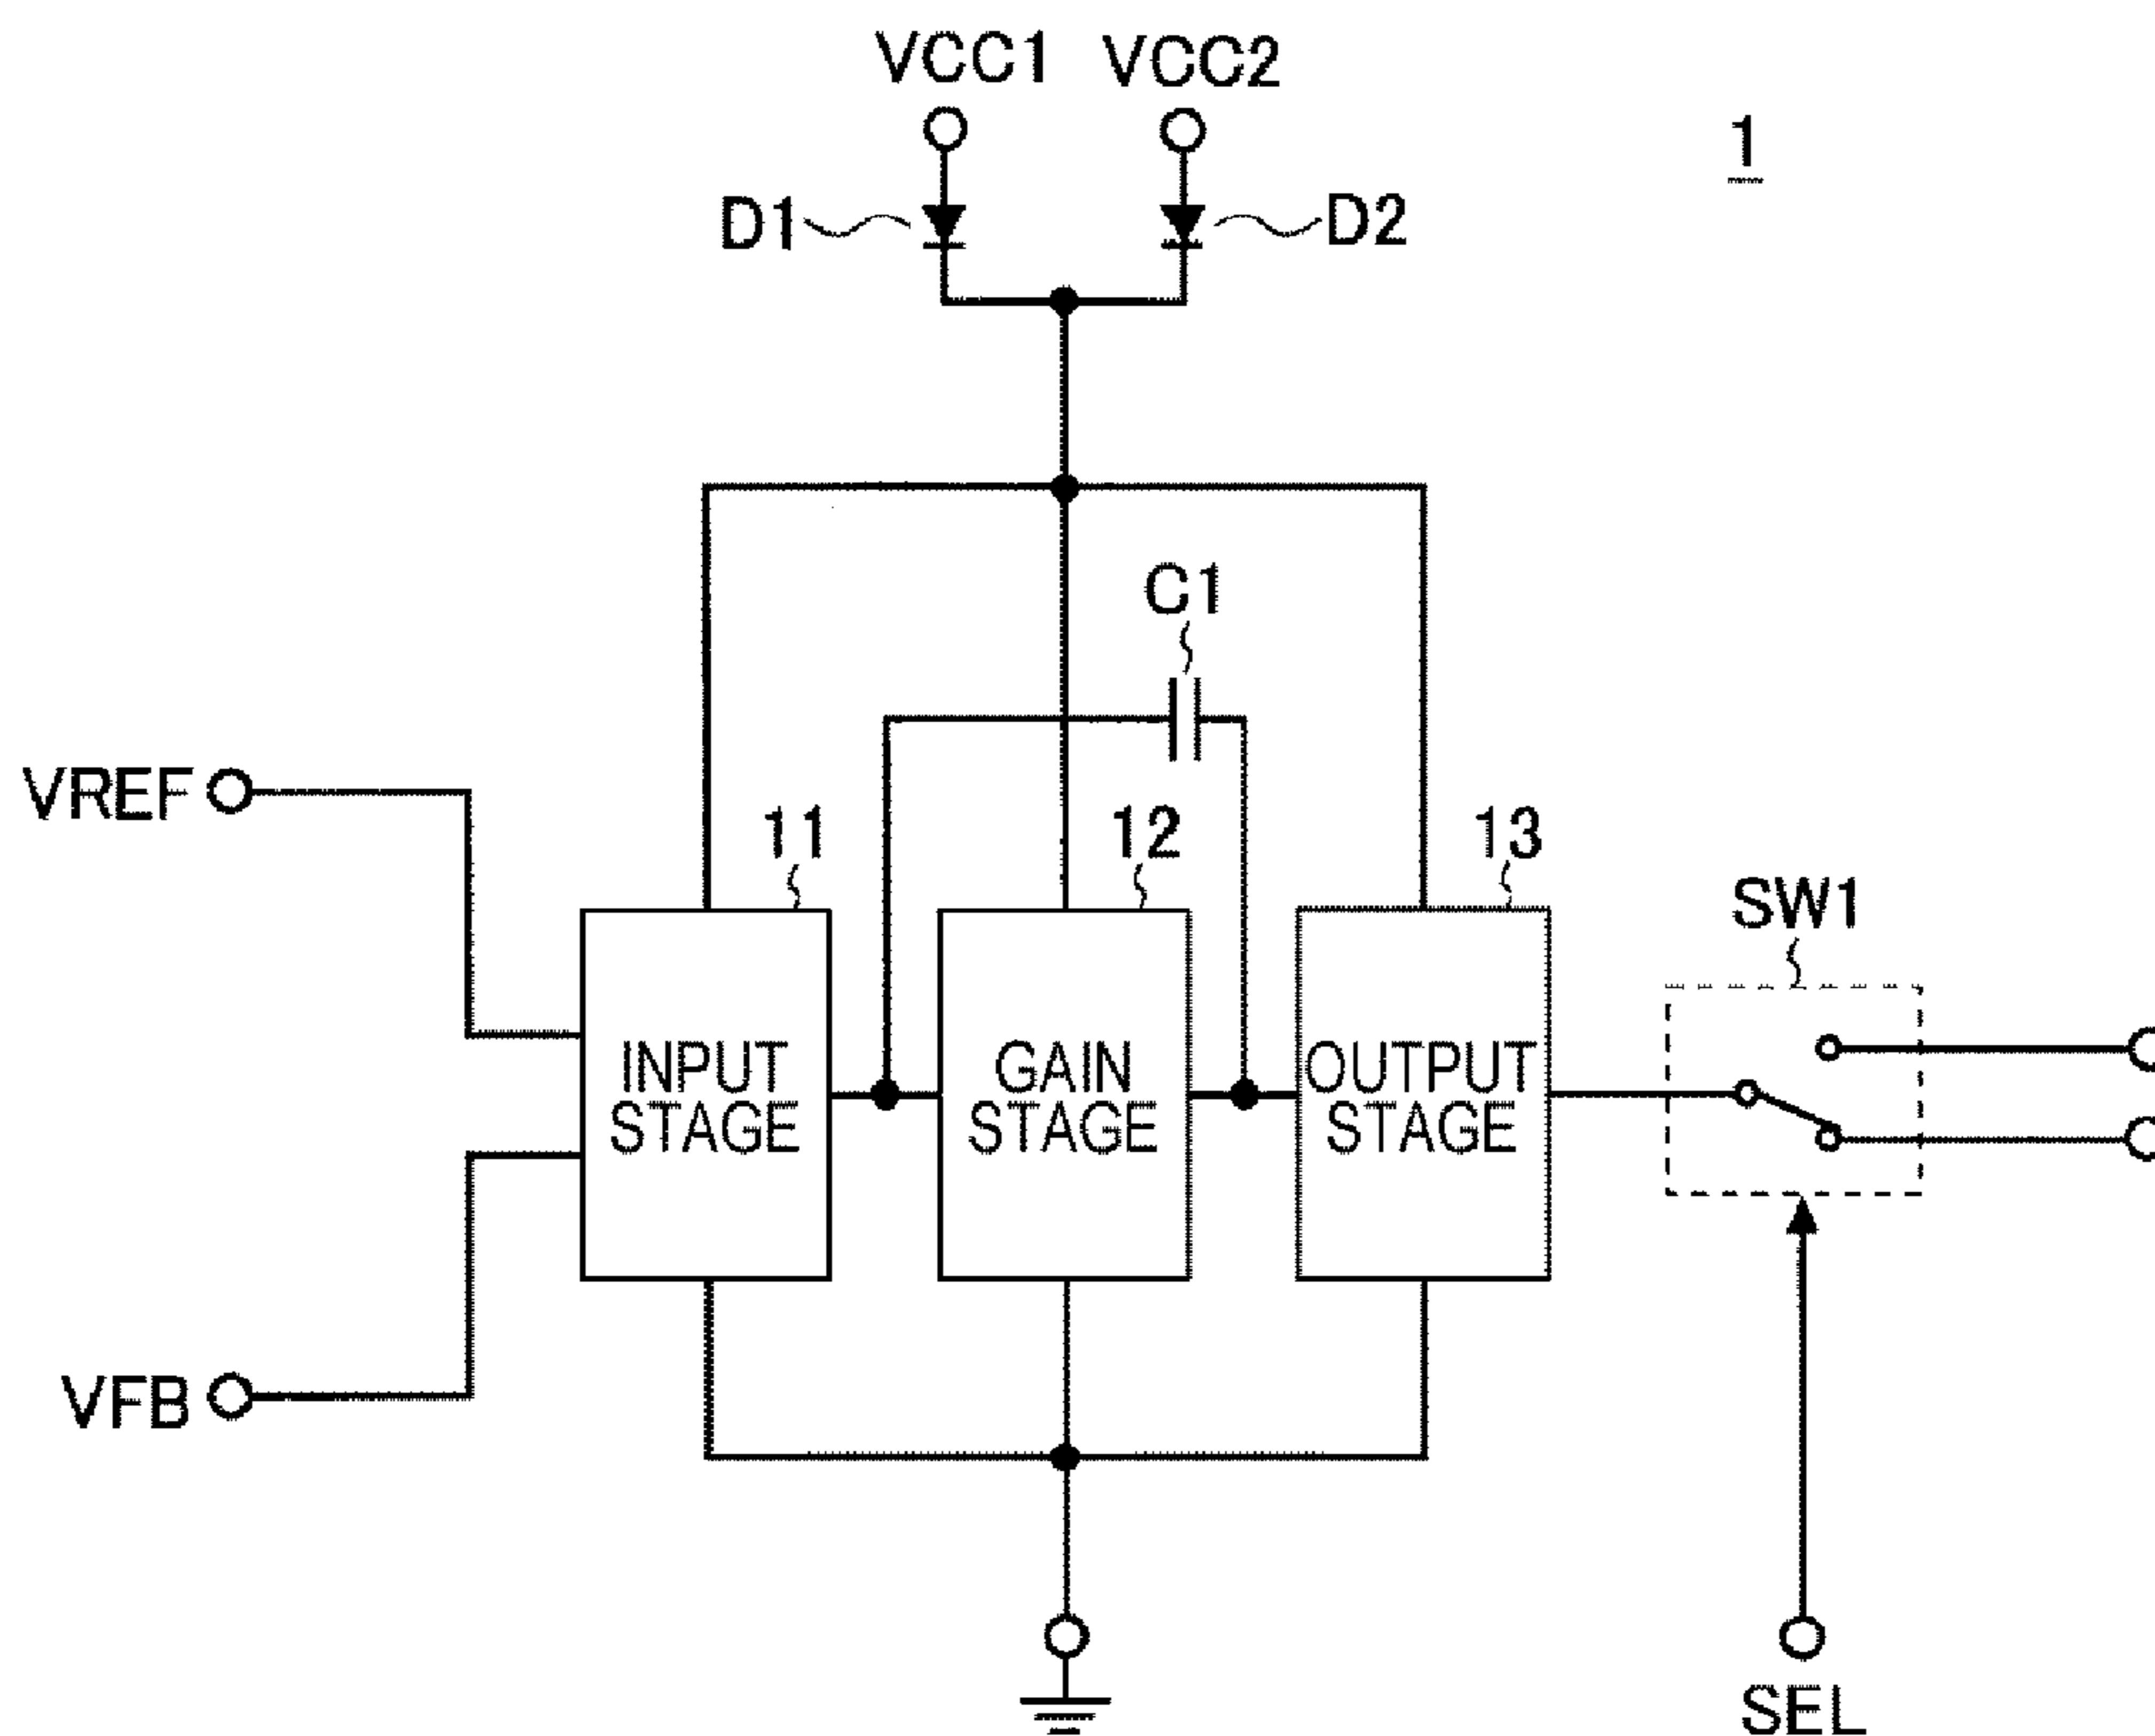 VCC1 VCC2
1
D1 D2
C1
VREF
11 12 13
SW1
INPUT
STAGE
GAIN
STAGE
OUTPUT
STAGE
VFB
SEL